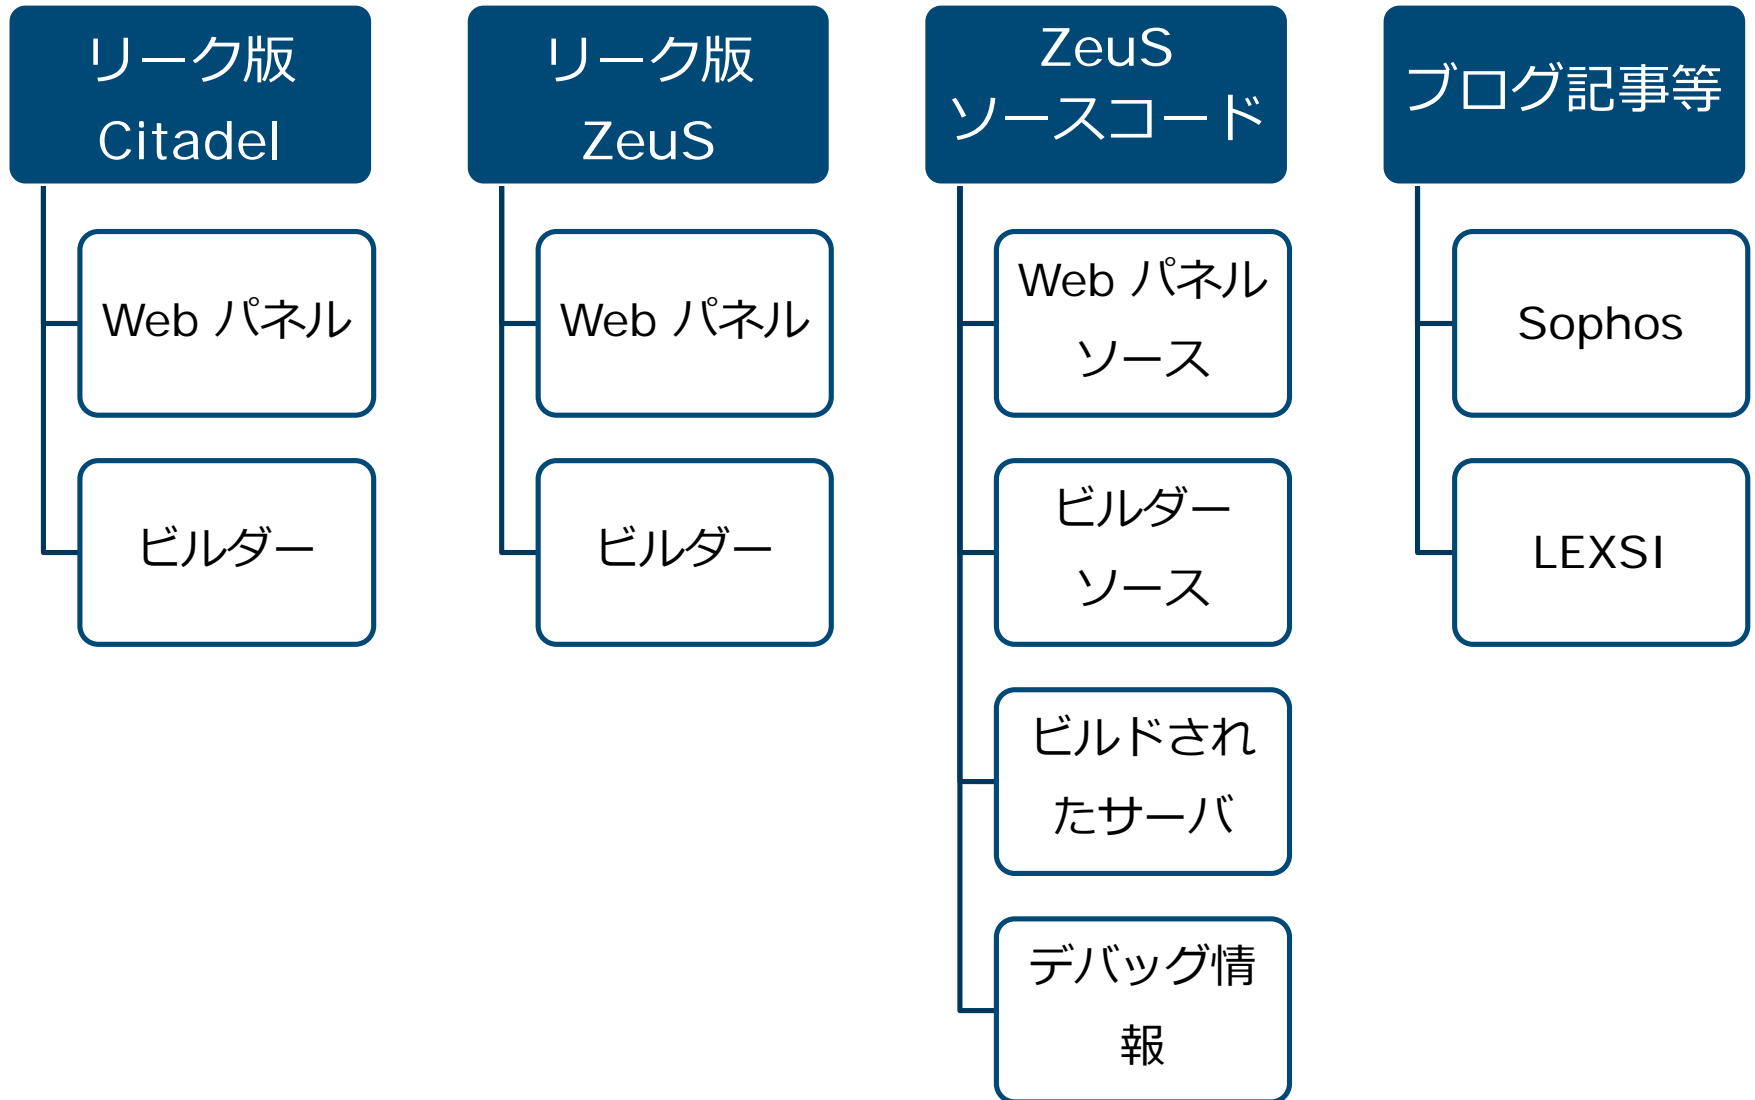 リーク版
Citadel
Web パネル
ビルダー
リーク版
ZeuS
Web パネル
ビルダー
ZeuS
ソースコード
Web パネル
ソース
ビルダー
ソース
ビルドされ
たサーバ
デバッグ情
報
ブログ記事等
Sophos
LEXSI